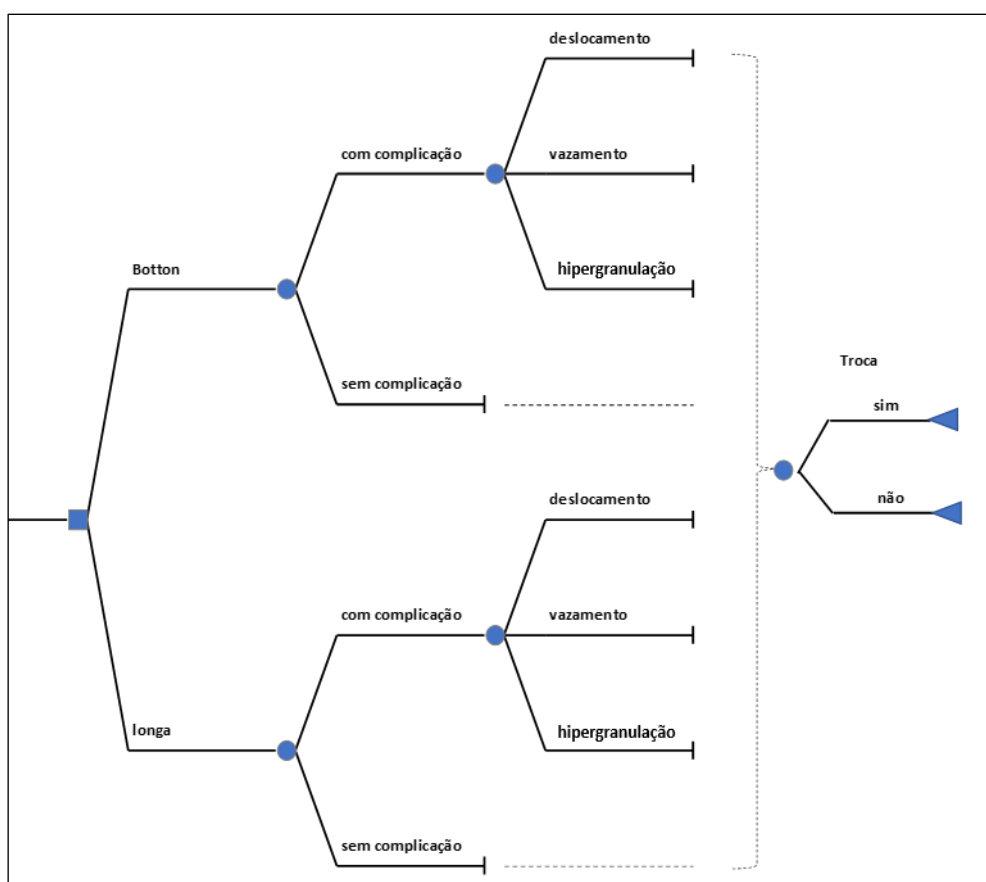 deslocamento
com complicação
vazamento
Botton
hipergranulação
sem complicação
Troca
sim
não
deslocamento
com complicação
vazamento
longa
hipergranulação
sem complicação